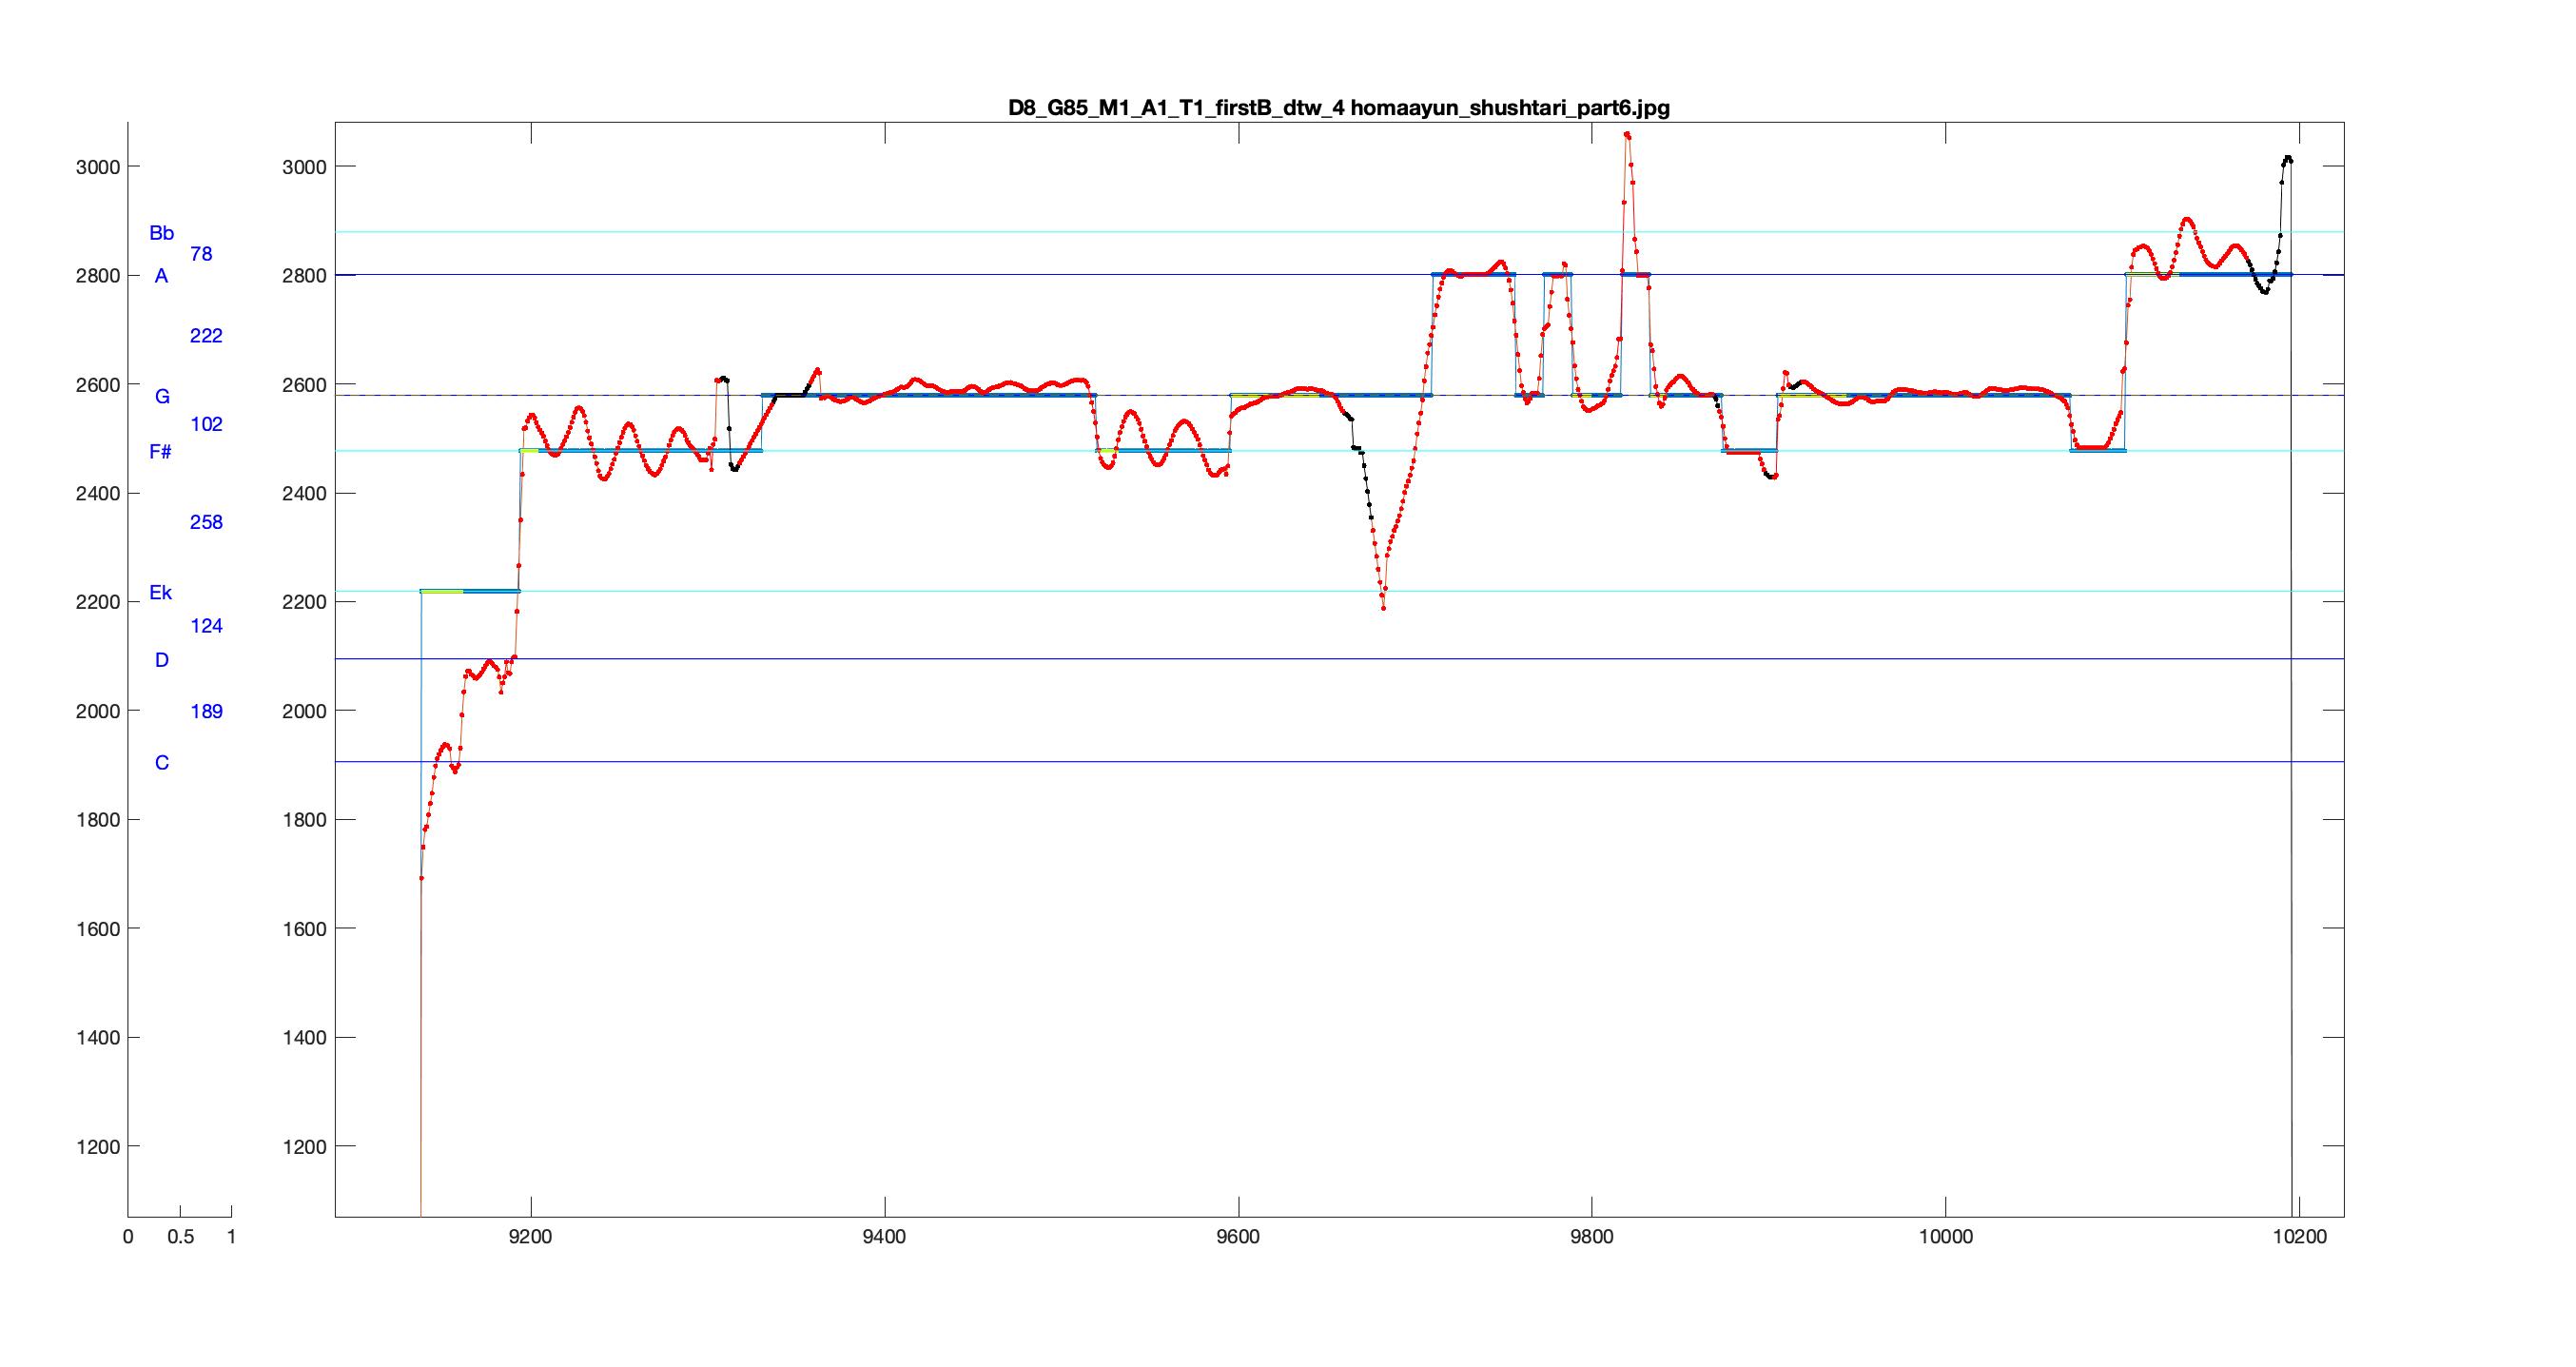 D8_G85_M1_A1_T1_firstB_dtw_4 homaayun_shushtari_part6.jpg
3000 3000
Bb
78
2800 A 2800
222
2600 2600
G
102
F#
2400 2400
258
Ek
2200 2200
124
D
2000 189 2000
C
1800 1800
1600 1600
1400 1400
1200 1200
0 0.5 1 9200 9400 9600 9800 10000 10200